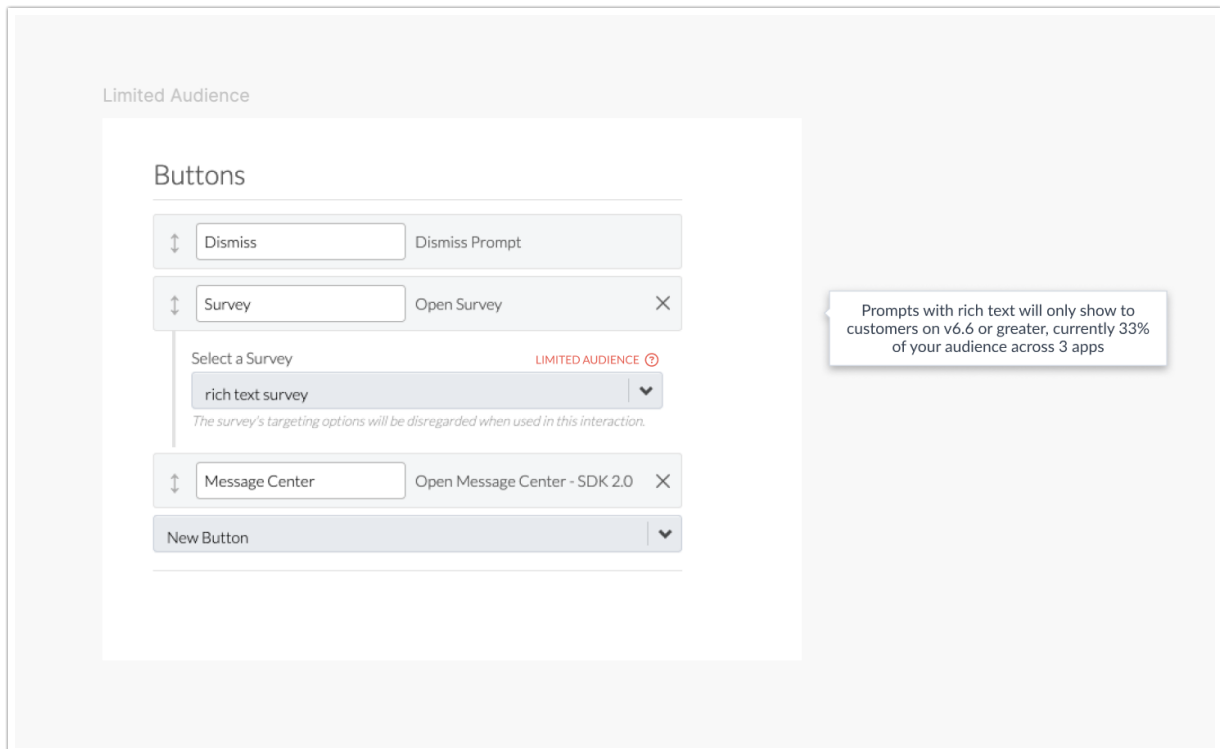 Limited Audience
Buttons
Dismiss
Dismiss Prompt
Survey
Open Survey
Select a Survey
LIMITED AUDIENCE ?
rich text survey
The survey's targeting options will be disregarded when used in this interaction.
Message Center
Open Message Center - SDK 2.0
New Button
Prompts with rich text will only show to
customers on v6.6 or greater, currently 33%
of your audience across 3 apps